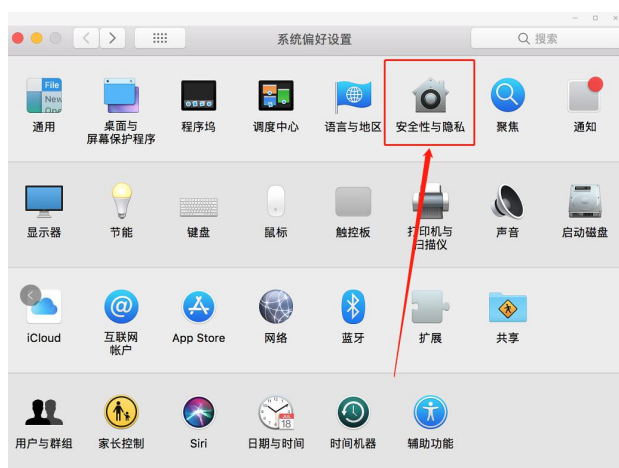 系统偏好设置
搜索
File
New
Open
通用
桌面与
屏幕保护程序
程序坞
调度中心
语言与地区
安全性与隐私
聚焦
通知
显示器
节能
键盘
鼠标
触控板
打印机与
扫描仪
声音
启动磁盘
iCloud
互联网
帐户
App Store
网络
蓝牙
扩展
共享
用户与群组
家长控制
Siri
JUL
18
日期与时间
时间机器
辅助功能